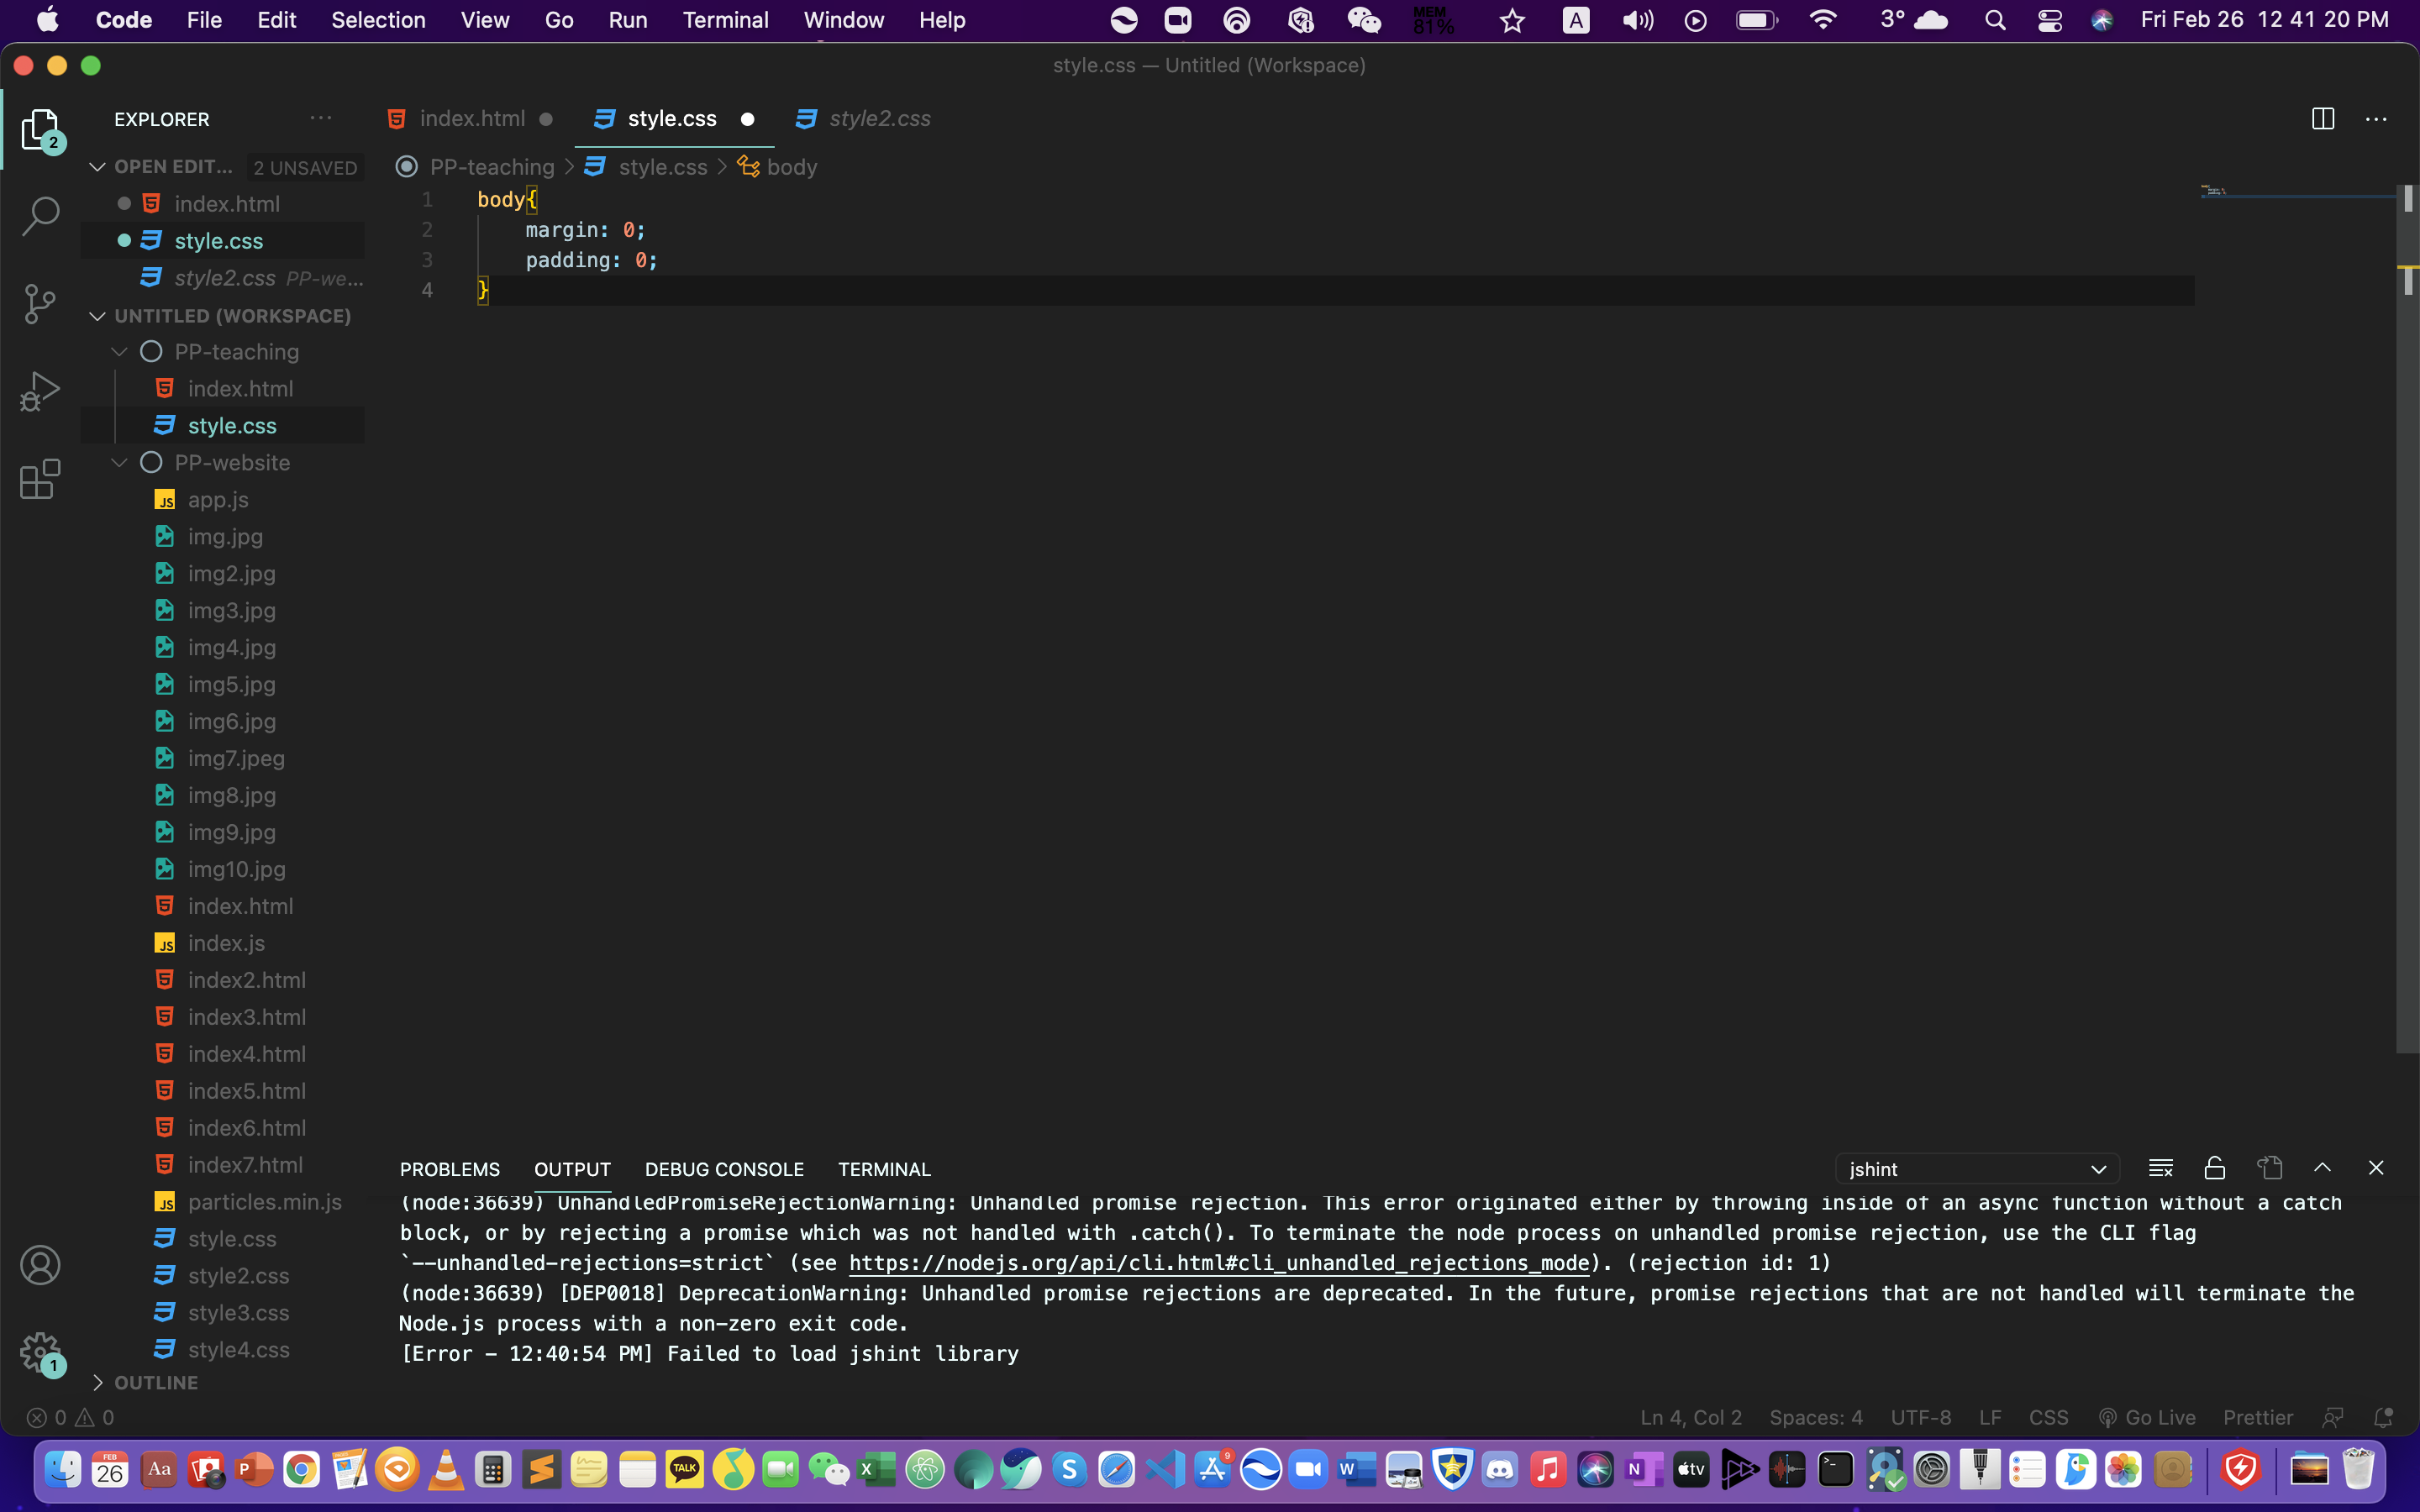 Code File Edit Selection View Go Run Terminal Window Help MEM 81% A 3° Fri Feb 26 12 41 20 PM
style.css — Untitled (Workspace)
EXPLORER ··· index.html style.css style2.css ···
OPEN EDIT... 2 UNSAVED
PP-teaching > style.css > body
index.html
style.css
style2.css PP-we...
1 body{
2 margin: 0;
3 padding: 0;
4 }
UNTITLED (WORKSPACE)
PP-teaching
index.html
style.css
PP-website
JS app.js
img.jpg
img2.jpg
img3.jpg
img4.jpg
img5.jpg
img6.jpg
img7.jpeg
img8.jpg
img9.jpg
img10.jpg
index.html
JS index.js
index2.html
index3.html
index4.html
index5.html
index6.html
index7.html
JS particles.min.js
style.css
style2.css
style3.css
style4.css
OUTLINE
2
1
PROBLEMS OUTPUT DEBUG CONSOLE TERMINAL jshint
(node:36639) UnhandledPromiseRejectionWarning: Unhandled promise rejection. This error originated either by throwing inside of an async function without a catch
block, or by rejecting a promise which was not handled with .catch(). To terminate the node process on unhandled promise rejection, use the CLI flag
`--unhandled-rejections=strict` (see https://nodejs.org/api/cli.html#cli_unhandled_rejections_mode). (rejection id: 1)
(node:36639) [DEP0018] DeprecationWarning: Unhandled promise rejections are deprecated. In the future, promise rejections that are not handled will terminate the
Node.js process with a non-zero exit code.
[Error - 12:40:54 PM] Failed to load jshint library
0 0 Ln 4, Col 2 Spaces: 4 UTF-8 LF CSS Go Live Prettier
FEB 26 Aa P TALK X S 9 W N tv